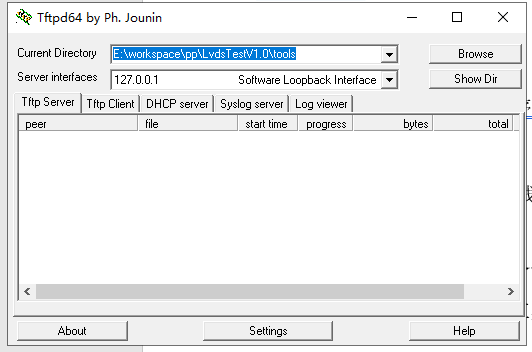 Tftpd64 by Ph. Jounin
Current Directory E:\workspace\pp\LvdsTestV1.0\tools Browse
Server interfaces 127.0.0.1 Software Loopback Interface Show Dir
Tftp Server Tftp Client DHCP server Syslog server Log viewer
peer file start time progress bytes total
About Settings Help